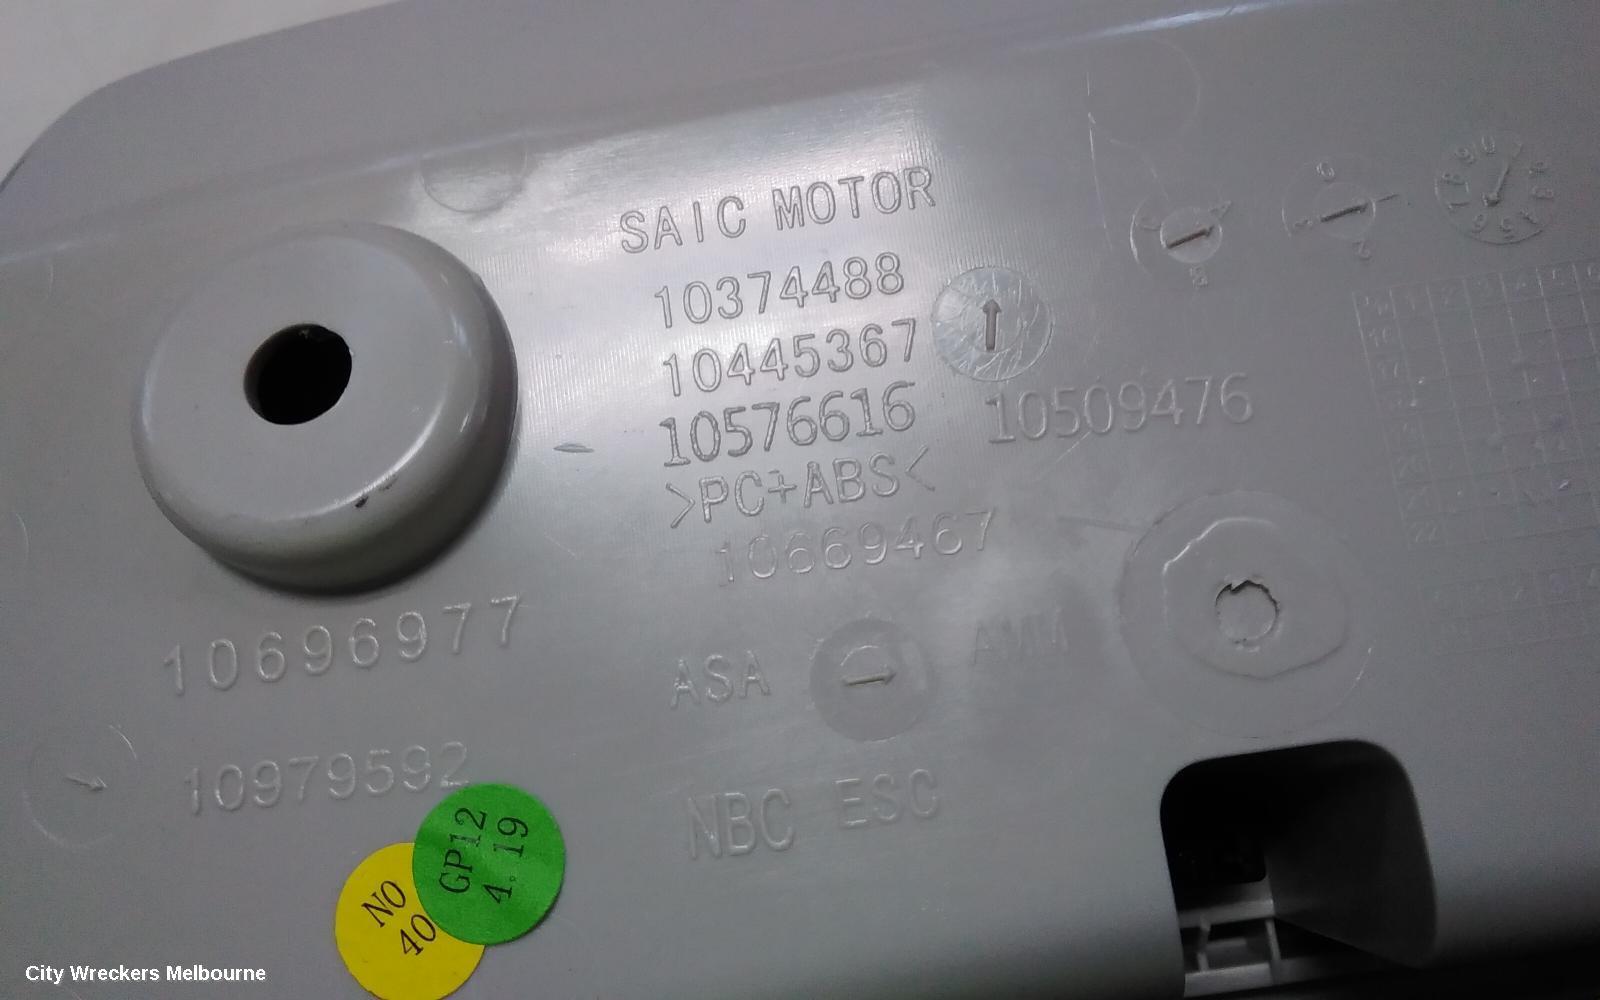 SAIC MOTOR
10374488
10445367
10576616
10509476
>PC+ABS<
10669467
10696977
ASA
AMM
10979592
NBC ESC
GP12
4.19
NO
40
City Wreckers Melbourne